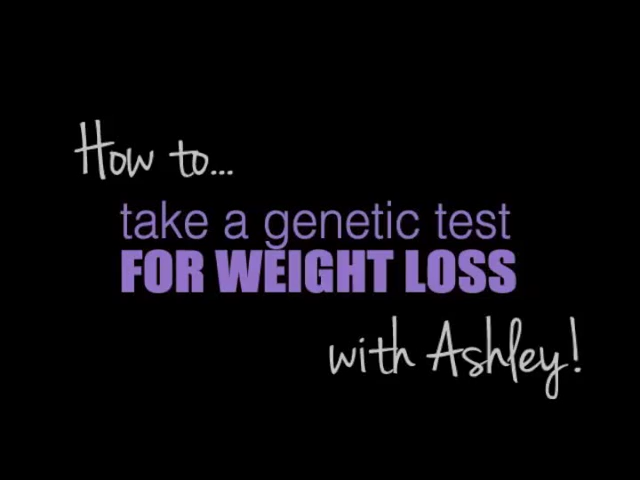 How to...
take a genetic test
FOR WEIGHT LOSS
with Ashley!